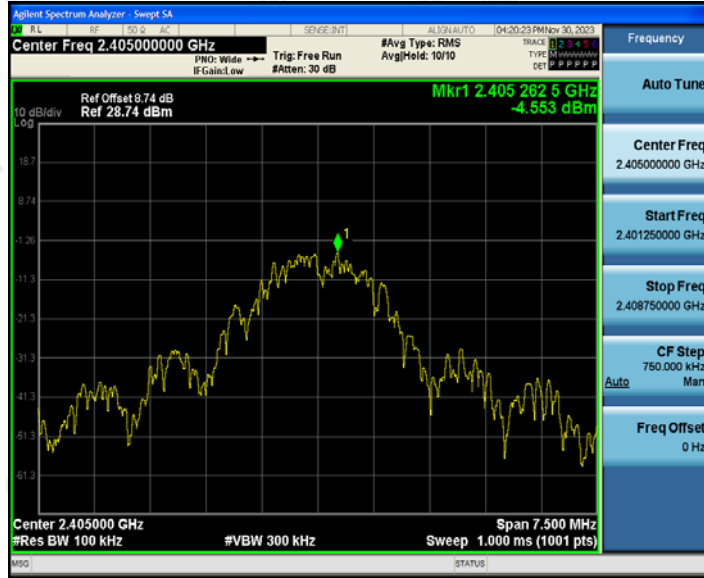 Agilent Spectrum Analyzer - Swept SA
RL RF 50 Ω AC SENSE:INT ALIGN AUTO 04:20:23 PM Nov 30, 2023
Center Freq 2.405000000 GHz
PNO: Wide
IFGain:Low
Trig: Free Run
#Atten: 30 dB
#Avg Type: RMS
Avg|Hold: 10/10
TRACE 1 2 3 4 5 6
TYPE M W W W W W
DET P P P P P P
Ref Offset 8.74 dB
Ref 28.74 dBm
10 dB/div
Log
Mkr1 2.405 262 5 GHz
-4.553 dBm
18.7
8.74
-1.26
-11.3
-21.3
-31.3
-41.3
-51.3
-61.3
1
Center 2.405000 GHz
Span 7.500 MHz
#Res BW 100 kHz
#VBW 300 kHz
Sweep 1.000 ms (1001 pts)
MSG
STATUS
Frequency
Auto Tune
Center Freq
2.405000000 GHz
Start Freq
2.401250000 GHz
Stop Freq
2.408750000 GHz
CF Step
750.000 kHz
Auto Man
Freq Offset
0 Hz